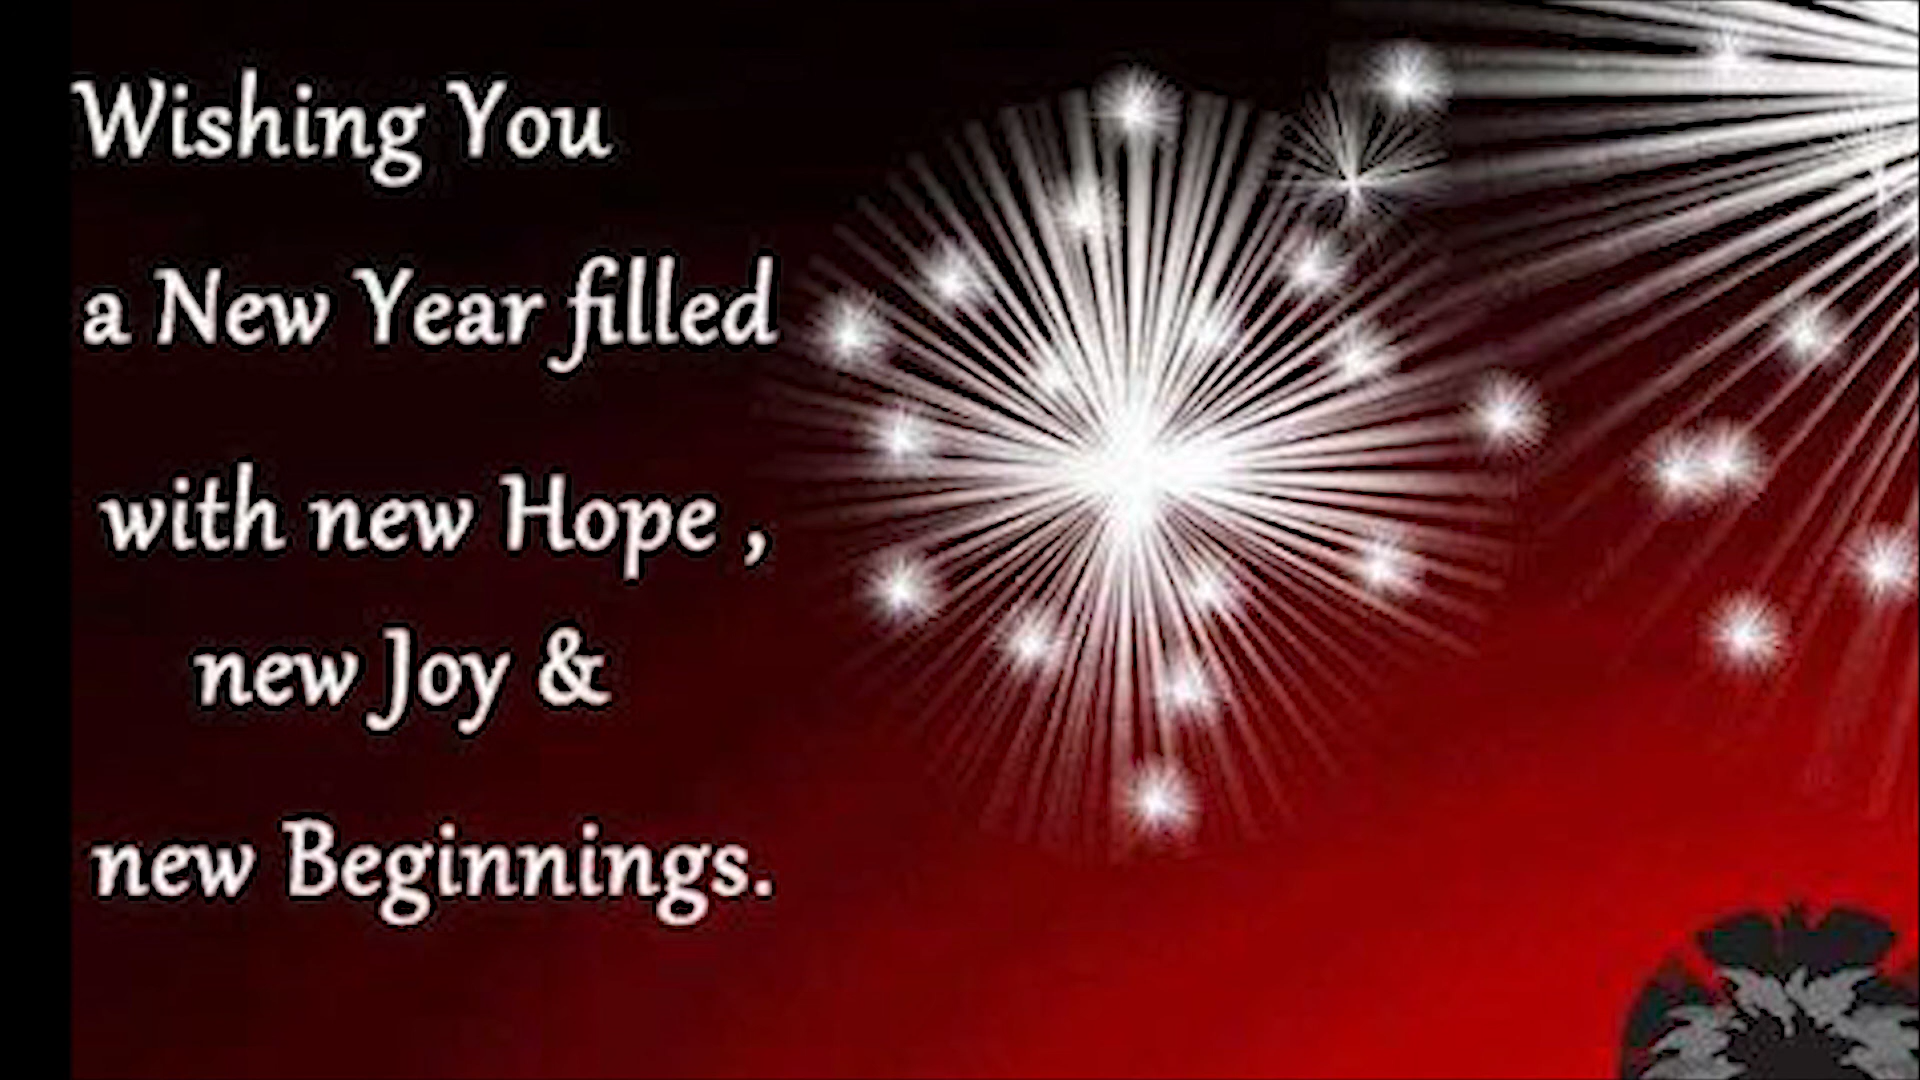 Wishing You
a New Year filled
with new Hope ,
new Joy &
new Beginnings.